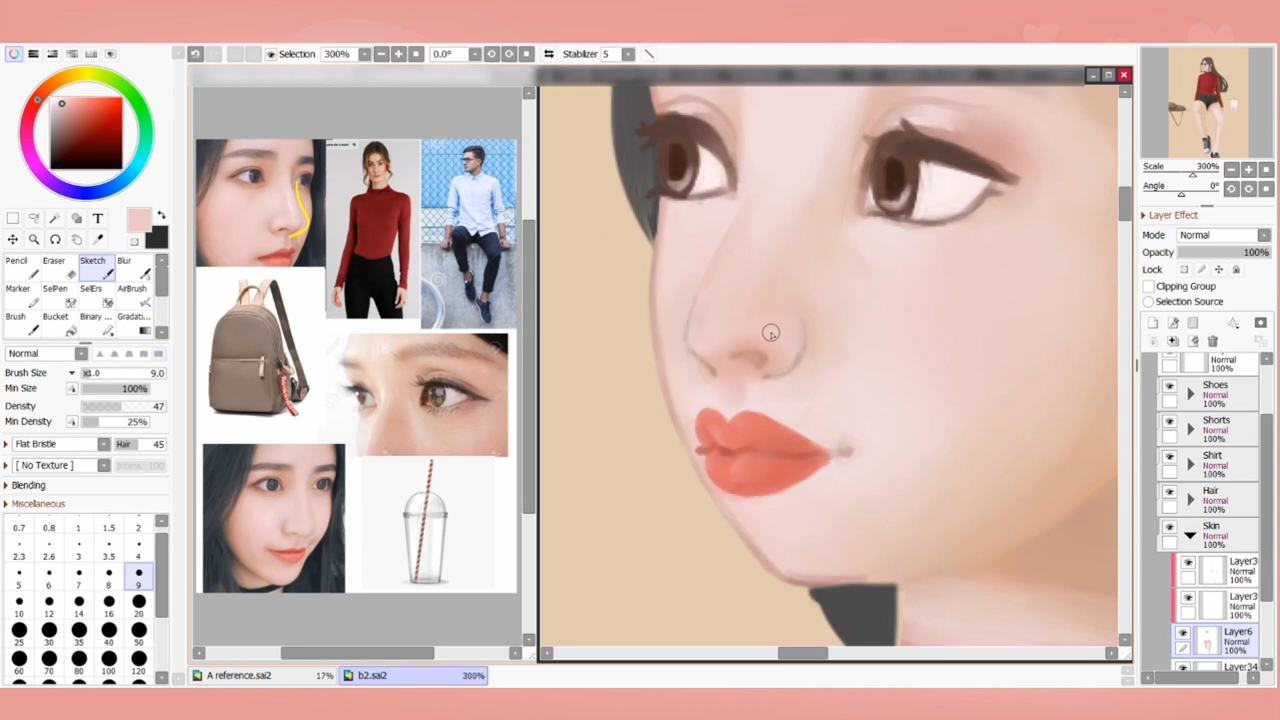 Selection 300% 0.0° Stabilizer 5
T
Pencil Eraser Sketch Blur
Marker SelPen SelErs AirBrush
Brush Bucket Binary ... Gradati...
Normal
Brush Size x1.0 9.0
Min Size 100%
Density 47
Min Density 25%
Flat Bristle Hair 45
[ No Texture ] Intens. 100
Blending
Miscellaneous
0.7 0.8 1 1.5 2
2.3 2.6 3 3.5 4
5 6 7 8 9
10 12 14 16 20
25 30 35 40 50
60 70 80 100 120
A reference.sai2 17% b2.sai2 300%
Scale 300%
Angle 0°
Layer Effect
Mode Normal
Opacity 100%
Lock
Clipping Group
Selection Source
Normal
100%
Shoes
Normal
100%
Shorts
Normal
100%
Shirt
Normal
100%
Hair
Normal
100%
Skin
Normal
100%
Layer3
Normal
100%
Layer3
Normal
100%
Layer6
Normal
100%
Layer34